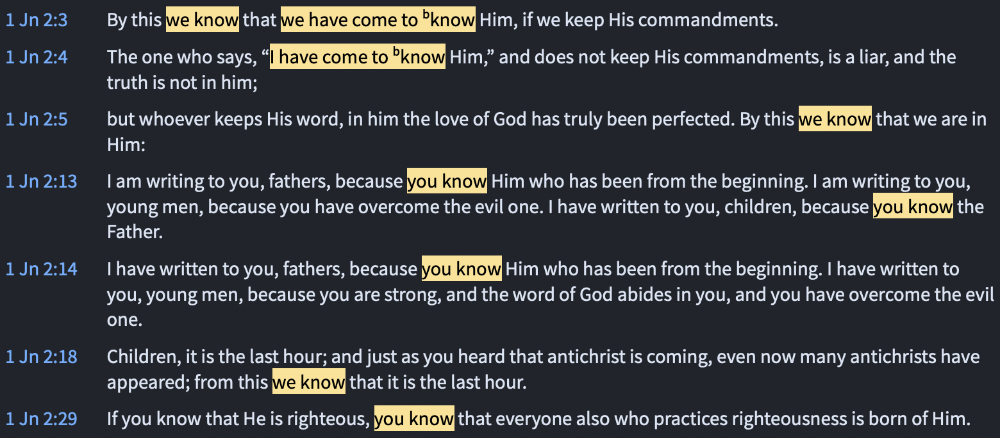 1 Jn 2:3 By this we know that we have come to ᵇknow Him, if we keep His commandments.
1 Jn 2:4 The one who says, “I have come to ᵇknow Him,” and does not keep His commandments, is a liar, and the
truth is not in him;
1 Jn 2:5 but whoever keeps His word, in him the love of God has truly been perfected. By this we know that we are in
Him:
1 Jn 2:13 I am writing to you, fathers, because you know Him who has been from the beginning. I am writing to you,
young men, because you have overcome the evil one. I have written to you, children, because you know the
Father.
1 Jn 2:14 I have written to you, fathers, because you know Him who has been from the beginning. I have written to
you, young men, because you are strong, and the word of God abides in you, and you have overcome the evil
one.
1 Jn 2:18 Children, it is the last hour; and just as you heard that antichrist is coming, even now many antichrists have
appeared; from this we know that it is the last hour.
1 Jn 2:29 If you know that He is righteous, you know that everyone also who practices righteousness is born of Him.